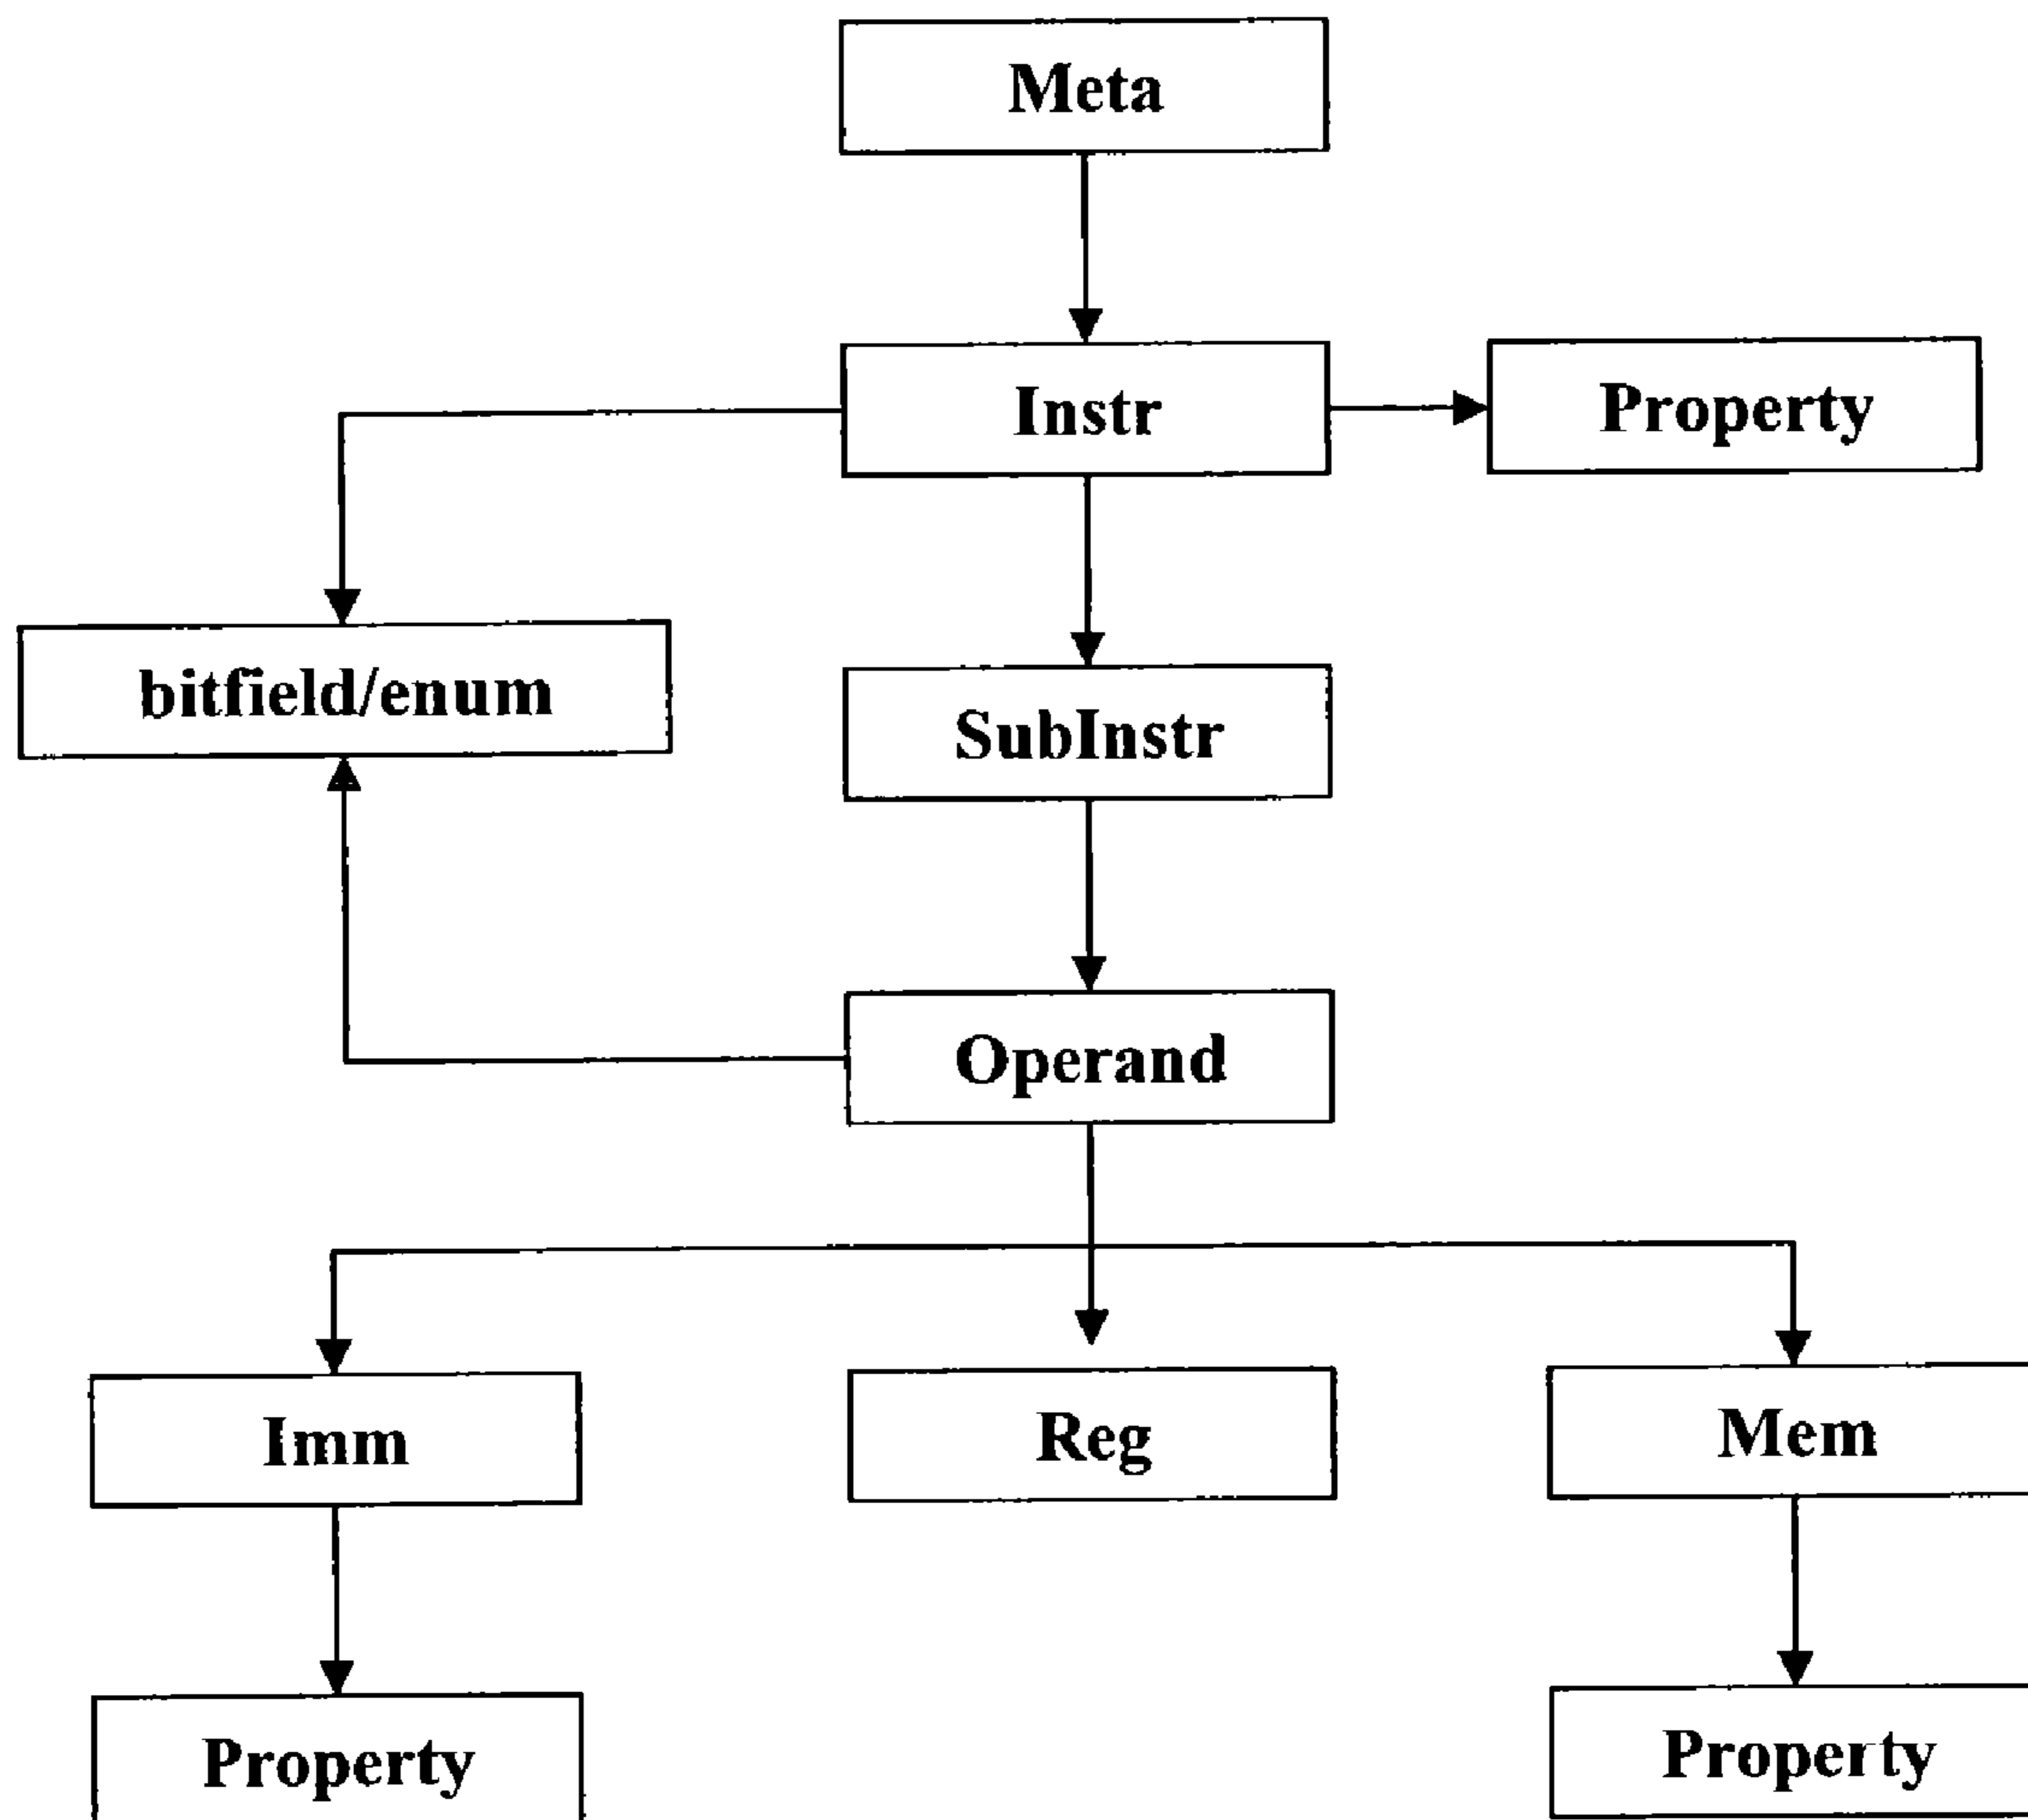 Meta
Instr
Property
bitfield/enum
SubInstr
Operand
Imm
Reg
Mem
Property
Property